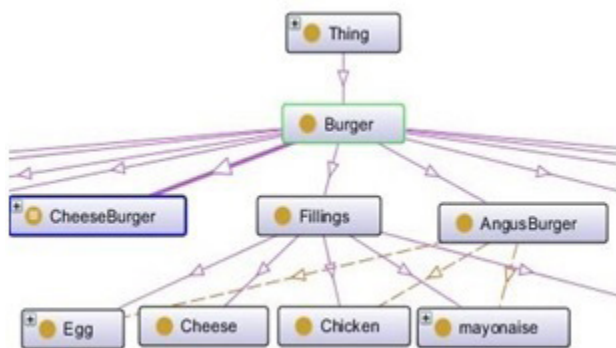 Thing
Burger
CheeseBurger
Fillings
AngusBurger
Egg
Cheese
Chicken
mayonaise